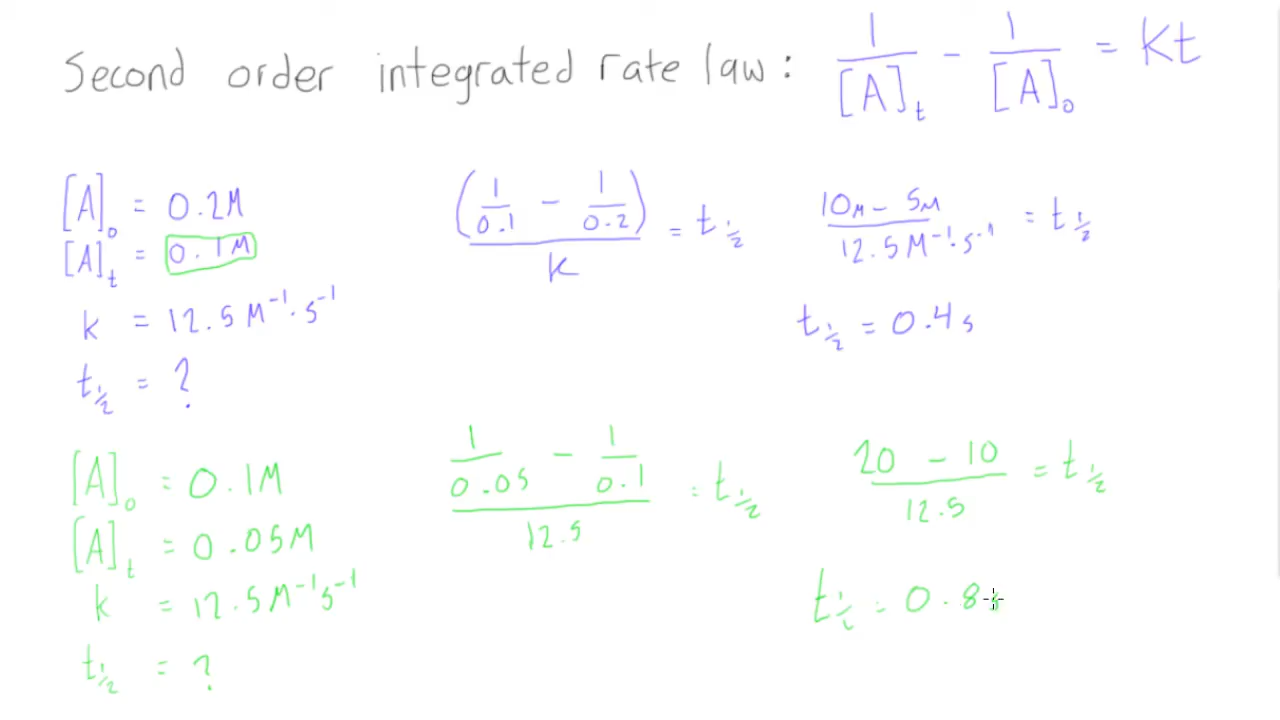 Second order integrated rate law: 1/[A]t - 1/[A]0 = Kt
[A]0 = 0.2M
[A]t = 0.1M
k = 12.5 M⁻¹·s⁻¹
t½ = ?
(1/0.1 - 1/0.2)/k = t½
10M - 5M / 12.5 M⁻¹·s⁻¹ = t½
t½ = 0.4s
[A]0 = 0.1M
[A]t = 0.05M
k = 12.5M⁻¹s⁻¹
t½ = ?
1/0.05 - 1/0.1 / 12.5 = t½
20 - 10 / 12.5 = t½
t½ = 0.8s